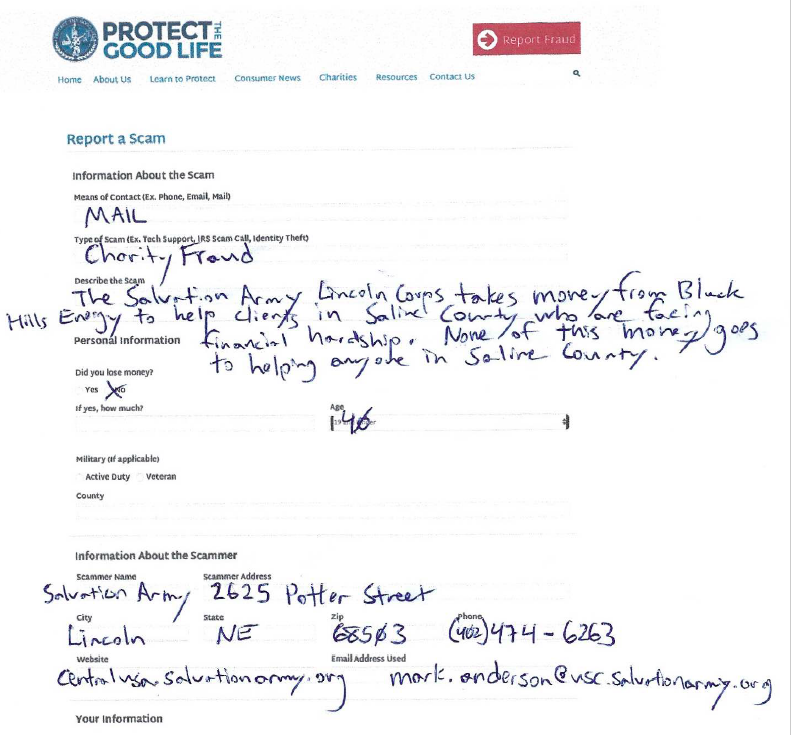 PROTECT THE
GOOD LIFE
Report Fraud
Home About Us Learn to Protect Consumer News Charities Resources Contact Us
Report a Scam
Information About the Scam
Means of Contact (Ex. Phone, Email, Mail)
MAIL
Type of Scam (Ex. Tech Support, IRS Scam Call, Identity Theft)
Charity Fraud
Describe the Scam
The Salvation Army Lincoln Corps takes money from Black
Hills Energy to help clients in Saline County who are facing
Personal Information financial hardship. None of this money goes
to helping anyone in Saline County.
Did you lose money?
Yes No
If yes, how much? Age
46
Military (if applicable)
Active Duty Veteran
County
Information About the Scammer
Scammer Name Scammer Address
Salvation Army 2625 Potter Street
City State Zip Phone
Lincoln NE 68503 (402)474-6263
Website Email Address Used
centralusa.salvationarmy.org mark.anderson@usc.salvationarmy.org
Your Information